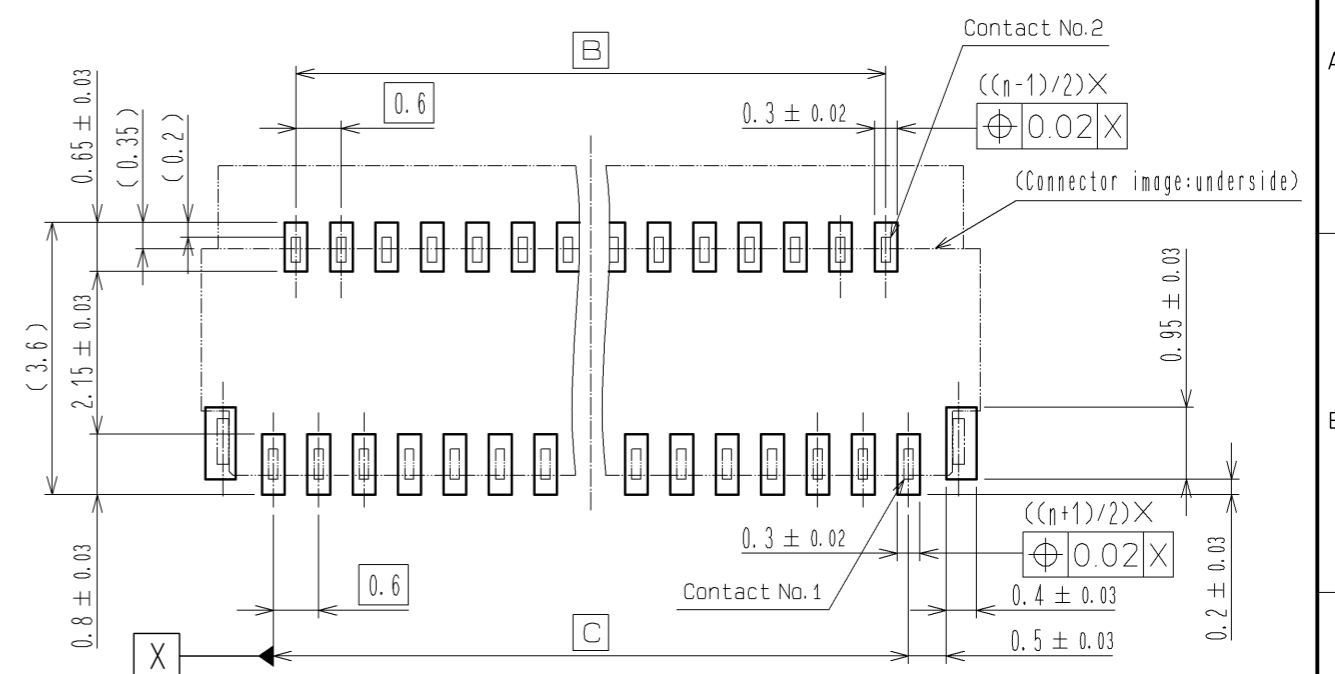 Contact No.2
B
((n-1)/2)X
0.6
0.3 ± 0.02
⌖ 0.02 X
0.65 ± 0.03
(0.35)
(0.2)
(Connector image:underside)
(3.6)
2.15 ± 0.03
0.95 ± 0.03
0.8 ± 0.03
0.6
0.3 ± 0.02
Contact No.1
((n+1)/2)X
⌖ 0.02 X
0.4 ± 0.03
0.2 ± 0.03
C
0.5 ± 0.03
X